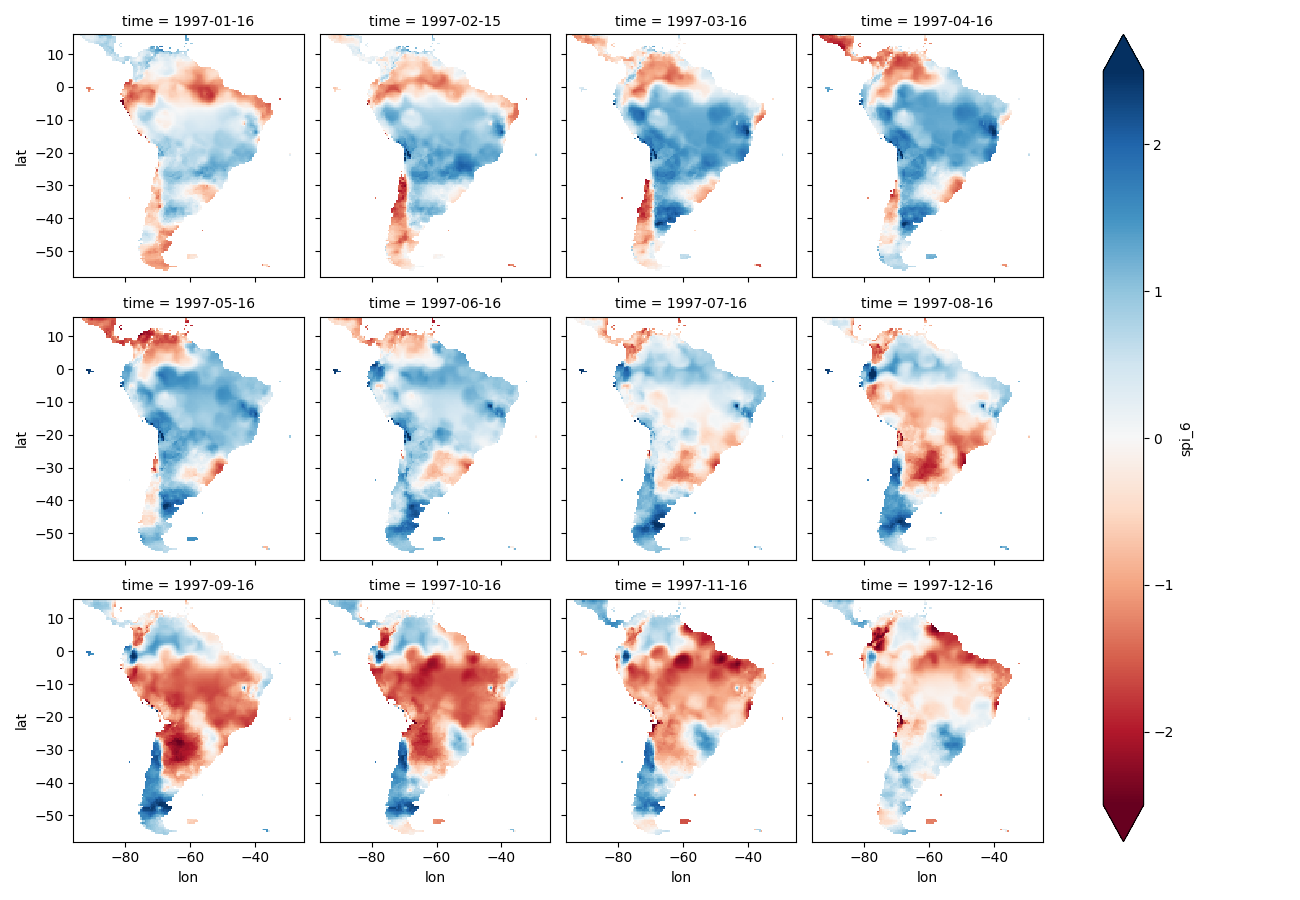 time = 1997-01-16
time = 1997-02-15
time = 1997-03-16
time = 1997-04-16
10
0
−10
−20
−30
−40
−50
lat
time = 1997-05-16
time = 1997-06-16
time = 1997-07-16
time = 1997-08-16
10
0
−10
−20
−30
−40
−50
lat
time = 1997-09-16
time = 1997-10-16
time = 1997-11-16
time = 1997-12-16
10
0
−10
−20
−30
−40
−50
lat
−80
−60
−40
lon
−80
−60
−40
lon
−80
−60
−40
lon
−80
−60
−40
lon
2
1
0
−1
−2
spi_6